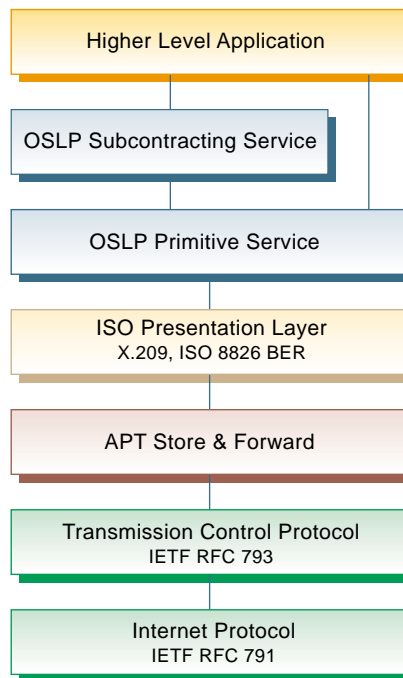 Higher Level Application
OSLP Subcontracting Service
OSLP Primitive Service
ISO Presentation Layer
X.209, ISO 8826 BER
APT Store & Forward
Transmission Control Protocol
IETF RFC 793
Internet Protocol
IETF RFC 791